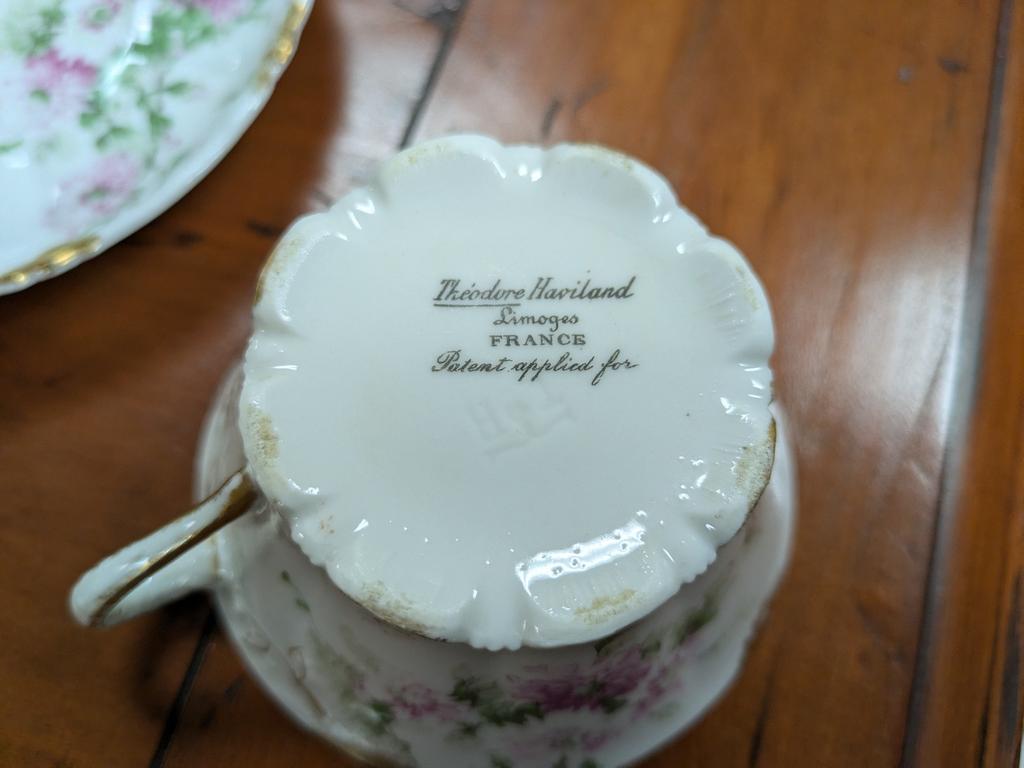 Théodore Haviland
Limoges
FRANCE
Patent applied for